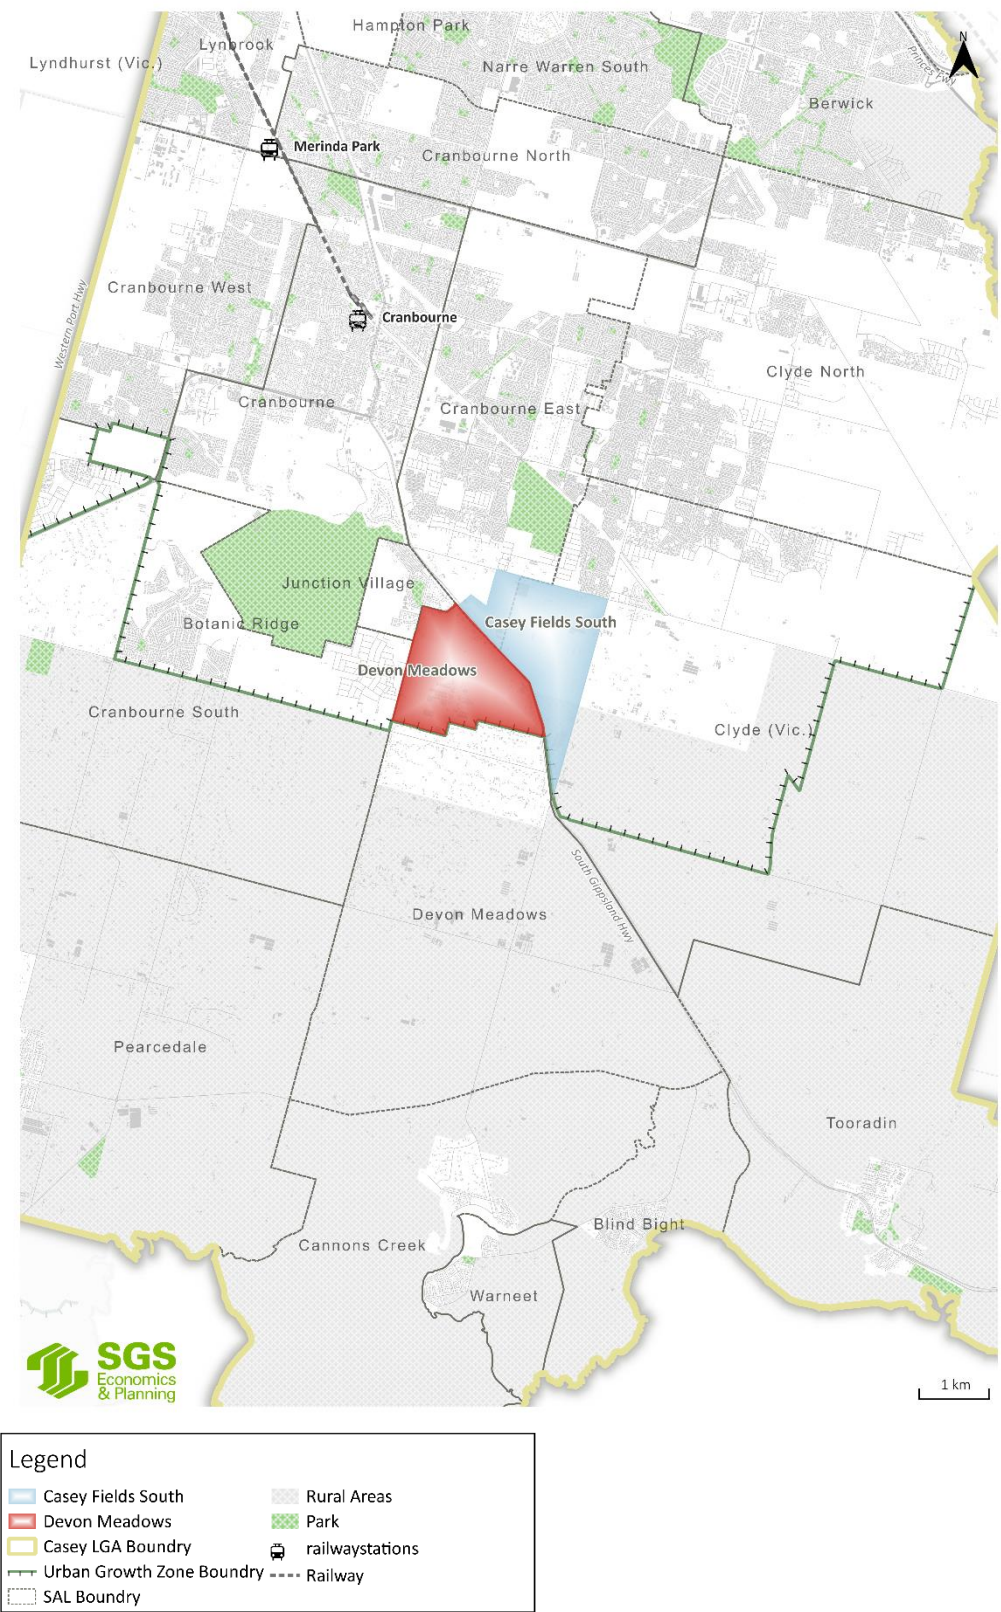 Hampton Park
Lynbrook
N
Lyndhurst (Vic.)
Narre Warren South
Princes Fwy
Berwick
Merinda Park
Cranbourne North
Cranbourne West
Western Port Hwy
Cranbourne
Clyde North
Cranbourne
Cranbourne East
Junction Village
Botanic Ridge
Casey Fields South
Devon Meadows
Cranbourne South
Clyde (Vic.)
South Gippsland Hwy
Devon Meadows
Pearcedale
Tooradin
Blind Bight
Cannons Creek
Warneet
SGS
Economics
& Planning
1 km
Legend
Casey Fields South
Devon Meadows
Casey LGA Boundry
Urban Growth Zone Boundry
SAL Boundry
Rural Areas
Park
railwaystations
Railway